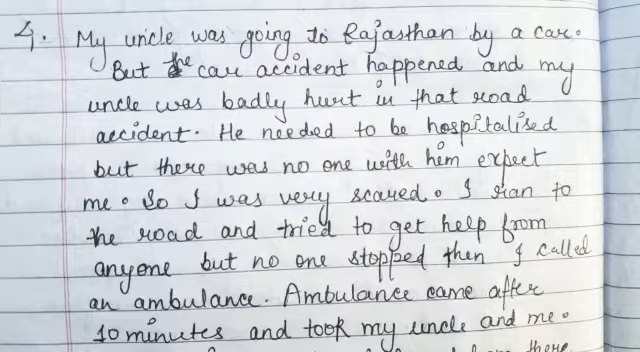 4. My uncle was going to Rajasthan by a car.
But the car accident happened and my
uncle was badly hurt in that road
accident. He needed to be hospitalised
but there was no one with him expect
me. So I was very scared. I ran to
the road and tried to get help from
anyone but no one stopped then I called
an ambulance. Ambulance came after
10 minutes and took my uncle and me.
there